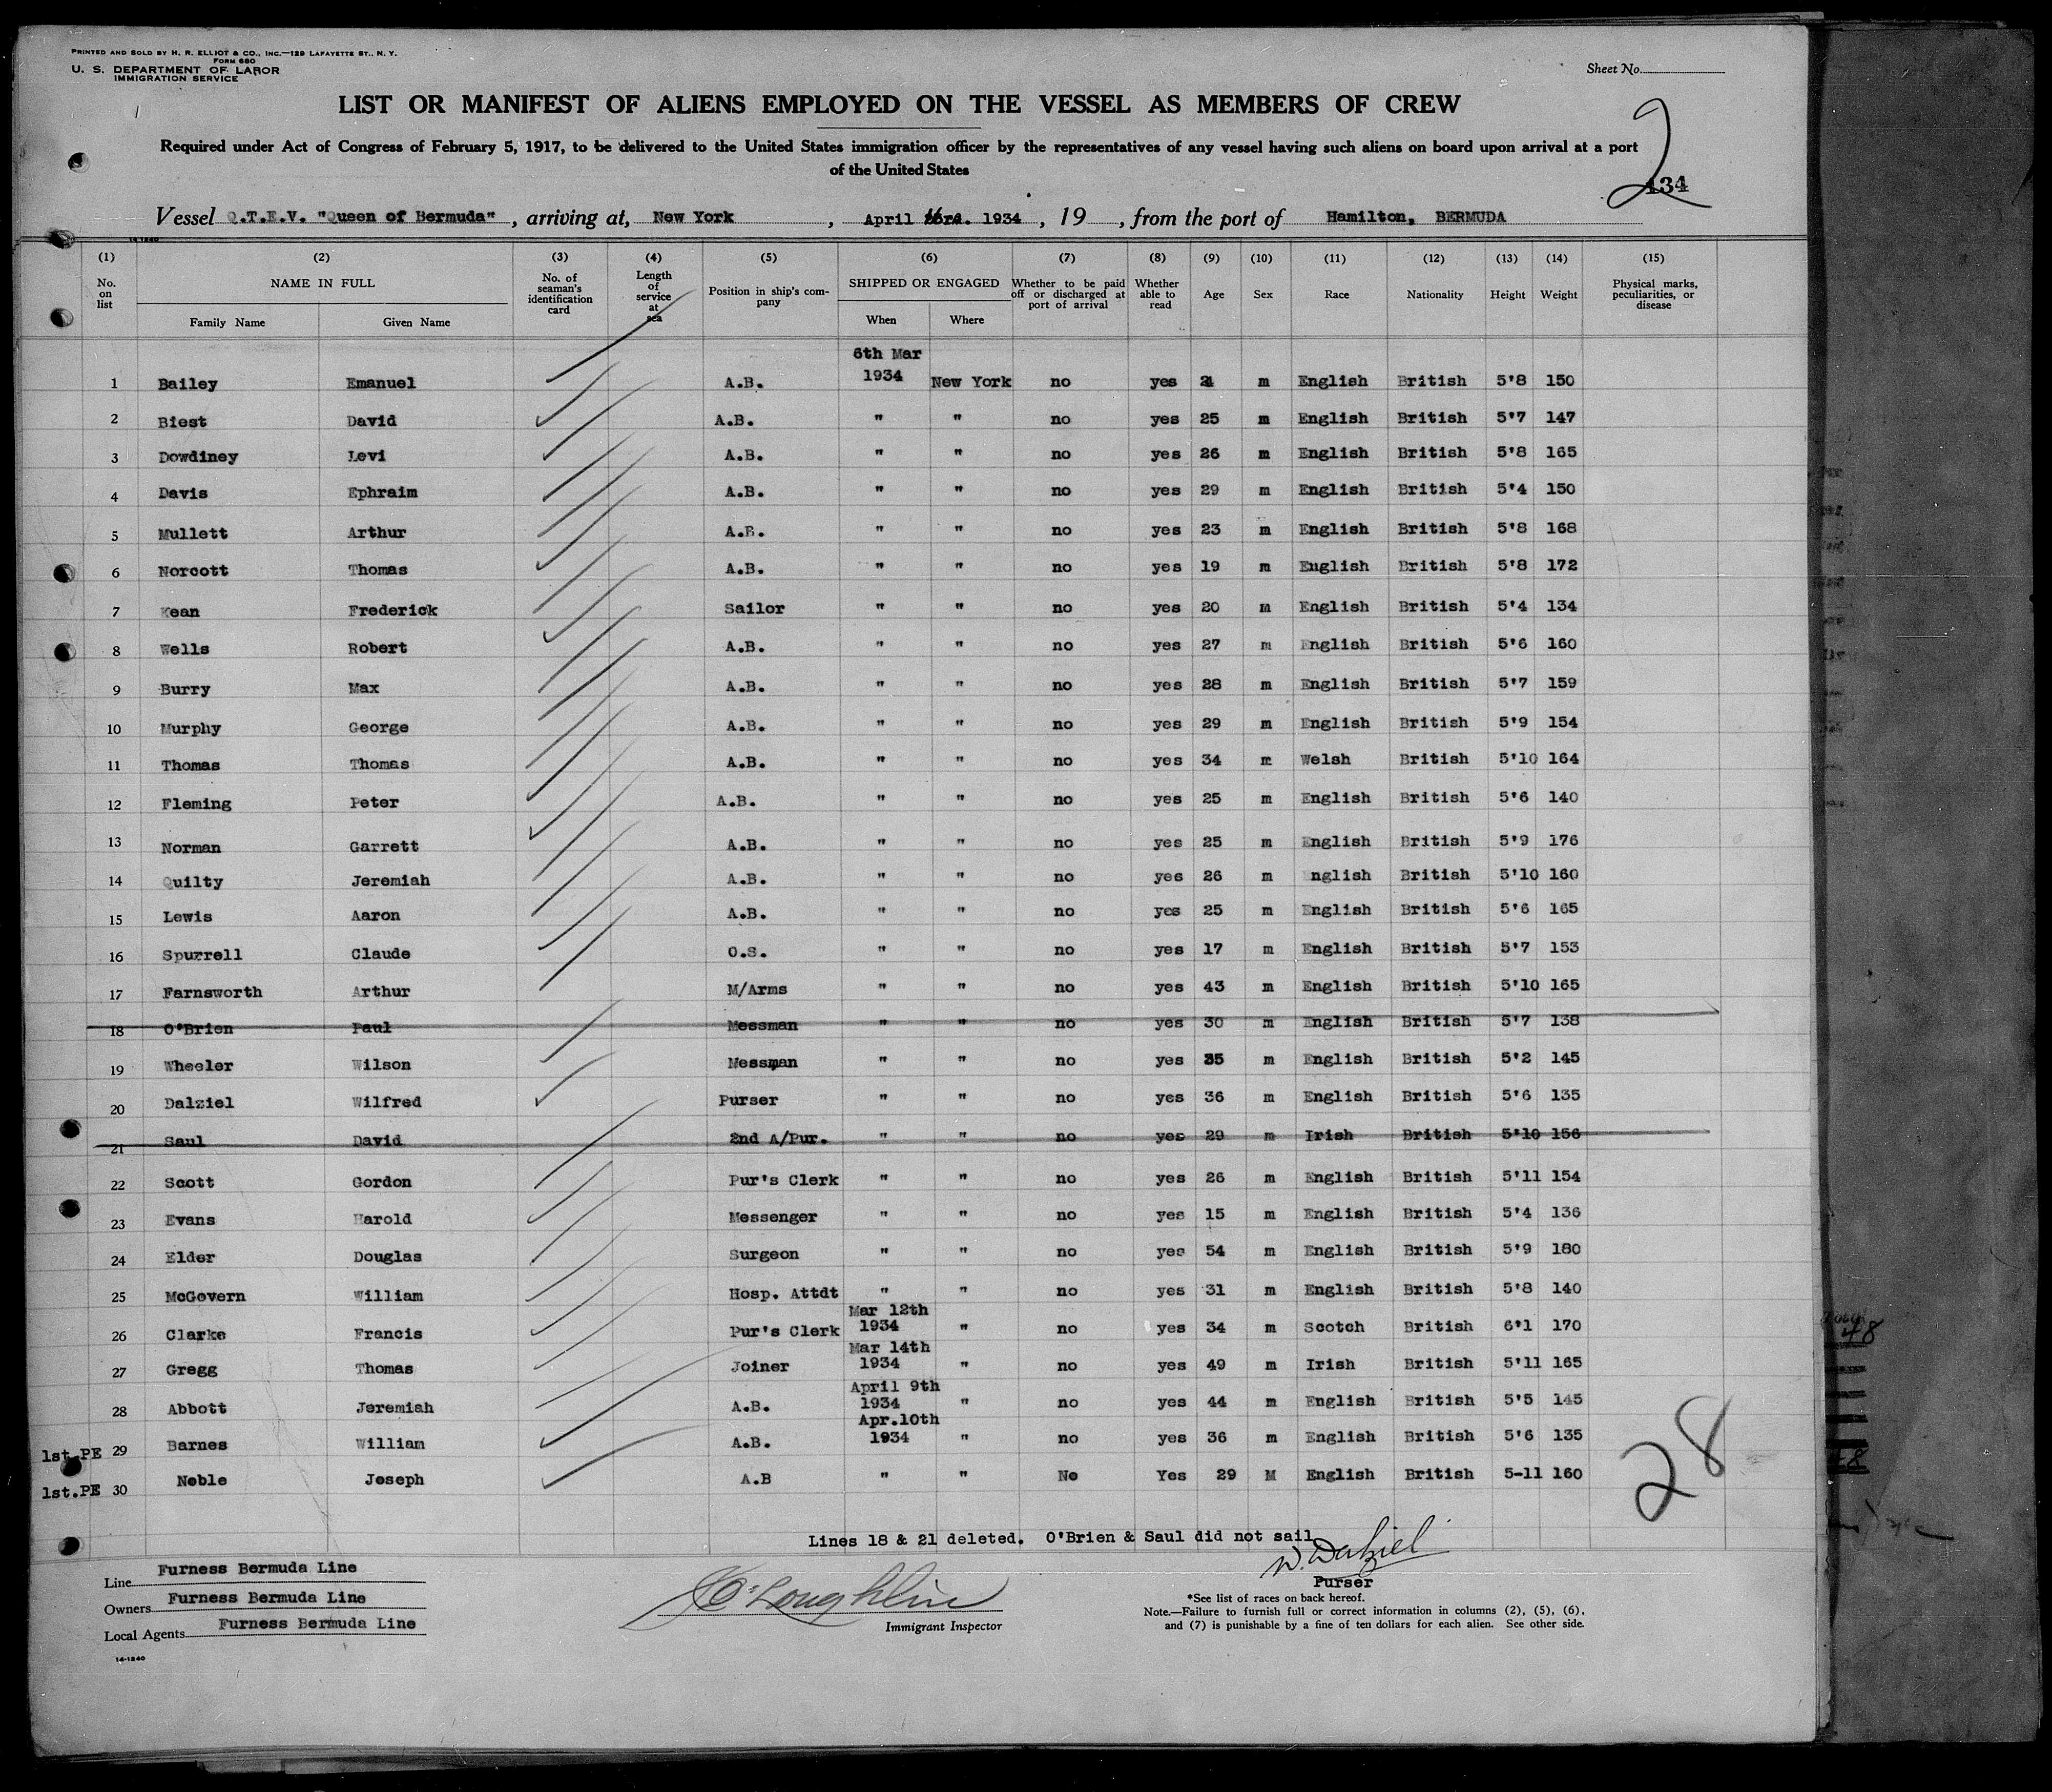 PRINTED AND SOLD BY H. R. ELLIOT & CO., INC.—129 LAFAYETTE ST., N. Y.
FORM 680
U. S. DEPARTMENT OF LABOR
IMMIGRATION SERVICE
Sheet No.
LIST OR MANIFEST OF ALIENS EMPLOYED ON THE VESSEL AS MEMBERS OF CREW
2
Required under Act of Congress of February 5, 1917, to be delivered to the United States immigration officer by the representatives of any vessel having such aliens on board upon arrival at a port
of the United States
134
Vessel Q.T.E.V. "Queen of Bermuda", arriving at, New York, April 1934, 19, from the port of Hamilton, BERMUDA
14-1240
(1) (2) (3) (4) (5) (6) (7) (8) (9) (10) (11) (12) (13) (14) (15)
No. on list NAME IN FULL Family Name Given Name No. of seaman's identification card Length of service at sea Position in ship's company SHIPPED OR ENGAGED When Where Whether to be paid off or discharged at port of arrival Whether able to read Age Sex Race Nationality Height Weight Physical marks, peculiarities, or disease
1 Bailey Emanuel A.B. 6th Mar 1934 New York no yes m English British 5'8 150
2 Biest David A.B. " " no yes 25 m English British 5'7 147
3 Dowdiney Levi A.B. " " no yes 26 m English British 5'8 165
4 Davis Ephraim A.B. " " no yes 29 m English British 5'4 150
5 Mullett Arthur A.B. " " no yes 23 m English British 5'8 168
6 Norcott Thomas A.B. " " no yes 19 m English British 5'8 172
7 Kean Frederick Sailor " " no yes 20 m English British 5'4 134
8 Wells Robert A.B. " " no yes 27 m English British 5'6 160
9 Burry Max A.B. " " no yes 28 m English British 5'7 159
10 Murphy George A.B. " " no yes 29 m English British 5'9 154
11 Thomas Thomas A.B. " " no yes 34 m Welsh British 5'10 164
12 Fleming Peter A.B. " " no yes 25 m English British 5'6 140
13 Norman Garrett A.B. " " no yes 25 m English British 5'9 176
14 Quilty Jeremiah A.B. " " no yes 26 m English British 5'10 160
15 Lewis Aaron A.B. " " no yes 25 m English British 5'6 165
16 Spurrell Claude O.S. " " no yes 17 m English British 5'7 153
17 Farnsworth Arthur M/Arms " " no yes 43 m English British 5'10 165
18 O'Brien Paul Messman " " no yes 30 m English British 5'7 138
19 Wheeler Wilson Messman " " no yes 35 m English British 5'2 145
20 Dalziel Wilfred Purser " " no yes 36 m English British 5'6 135
21 Saul David 2nd A/Pur. " " no yes 29 m Irish British 5'10 156
22 Scott Gordon Pur's Clerk " " no yes 26 m English British 5'11 154
23 Evans Harold Messenger " " no yes 15 m English British 5'4 136
24 Elder Douglas Surgeon " " no yes 54 m English British 5'9 180
25 McGovern William Hosp. Attdt " " no yes 31 m English British 5'8 140
26 Clarke Francis Pur's Clerk Mar 12th 1934 " no yes 34 m Scotch British 6'1 170
27 Gregg Thomas Joiner Mar 14th 1934 " no yes 49 m Irish British 5'11 165
28 Abbott Jeremiah A.B. April 9th 1934 " no yes 44 m English British 5'5 145
1st.PE 29 Barnes William A.B. Apr.10th 1934 " no yes 36 m English British 5'6 135
1st.PE 30 Noble Joseph A.B " " No Yes 29 M English British 5-11 160
28
Lines 18 & 21 deleted. O'Brien & Saul did not sail
W. Dalziel
Purser
Line Furness Bermuda Line
Owners Furness Bermuda Line
Local Agents Furness Bermuda Line
Immigrant Inspector
*See list of races on back hereof.
Note.—Failure to furnish full or correct information in columns (2), (5), (6),
and (7) is punishable by a fine of ten dollars for each alien. See other side.
14-1240
48